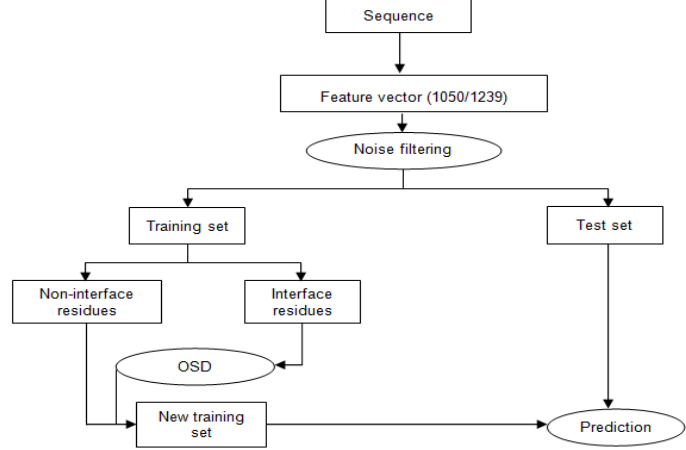 Sequence
Feature vector (1050/1239)
Noise filtering
Training set
Test set
Non-interface
residues
Interface
residues
OSD
New training
set
Prediction